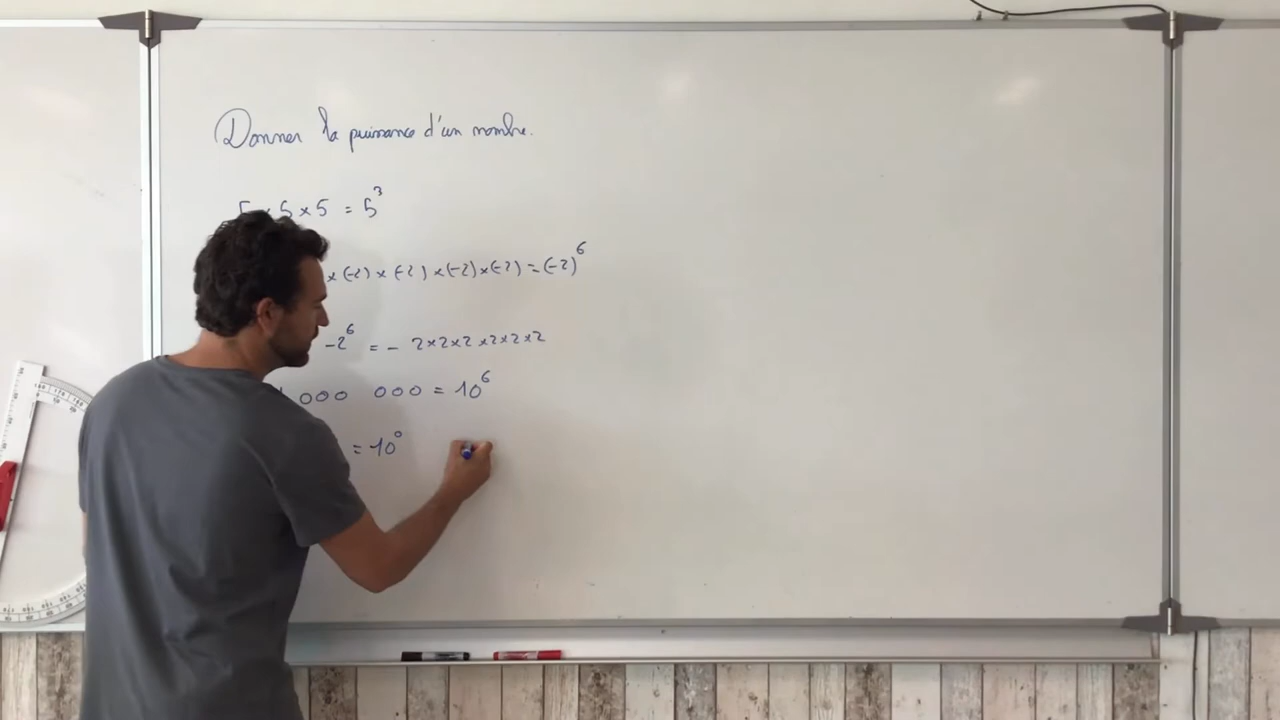 Donner la puissance d'un nombre.
5 × 5 × 5 = 5³
× (-2) × (-2) × (-2) × (-2) = (-2)⁶
-2⁶ = - 2×2×2×2×2×2
000 000 = 10⁶
= 10⁰